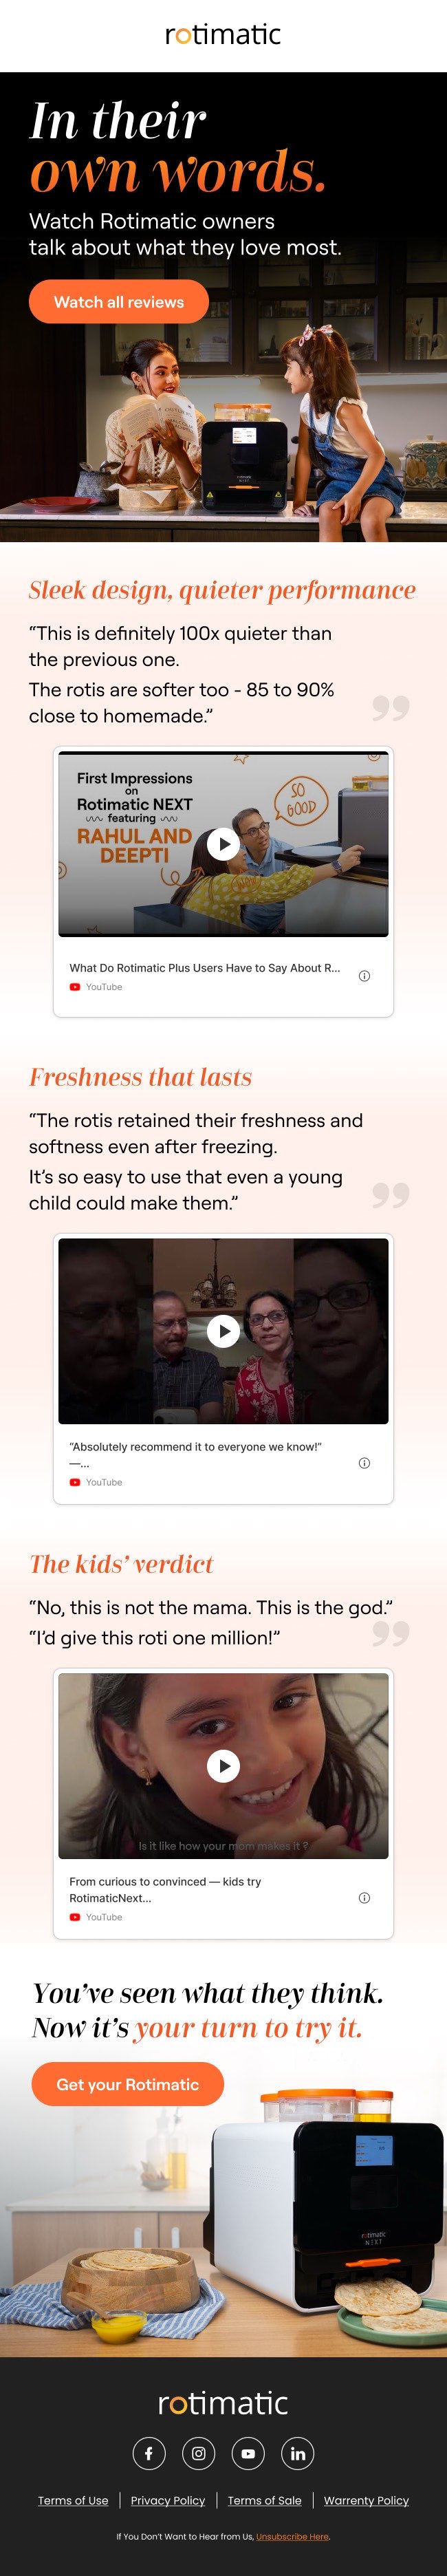 rotimatic
In their
own words.
Watch Rotimatic owners
talk about what they love most.
Watch all reviews
Sleek design, quieter performance
“This is definitely 100x quieter than
the previous one.
The rotis are softer too - 85 to 90%
close to homemade.”
First Impressions
on
Rotimatic NEXT
featuring
RAHUL AND
DEEPTI
SO
GOOD
What Do Rotimatic Plus Users Have to Say About R...
YouTube
Freshness that lasts
“The rotis retained their freshness and
softness even after freezing.
It’s so easy to use that even a young
child could make them.”
“Absolutely recommend it to everyone we know!”
—...
YouTube
The kids’ verdict
“No, this is not the mama. This is the god.”
“I’d give this roti one million!”
Is it like how your mom makes it ?
From curious to convinced — kids try
RotimaticNext...
YouTube
You’ve seen what they think.
Now it’s your turn to try it.
Get your Rotimatic
rotimatic
NEXT
rotimatic
Terms of Use | Privacy Policy | Terms of Sale | Warrenty Policy
If You Don’t Want to Hear from Us, Unsubscribe Here.